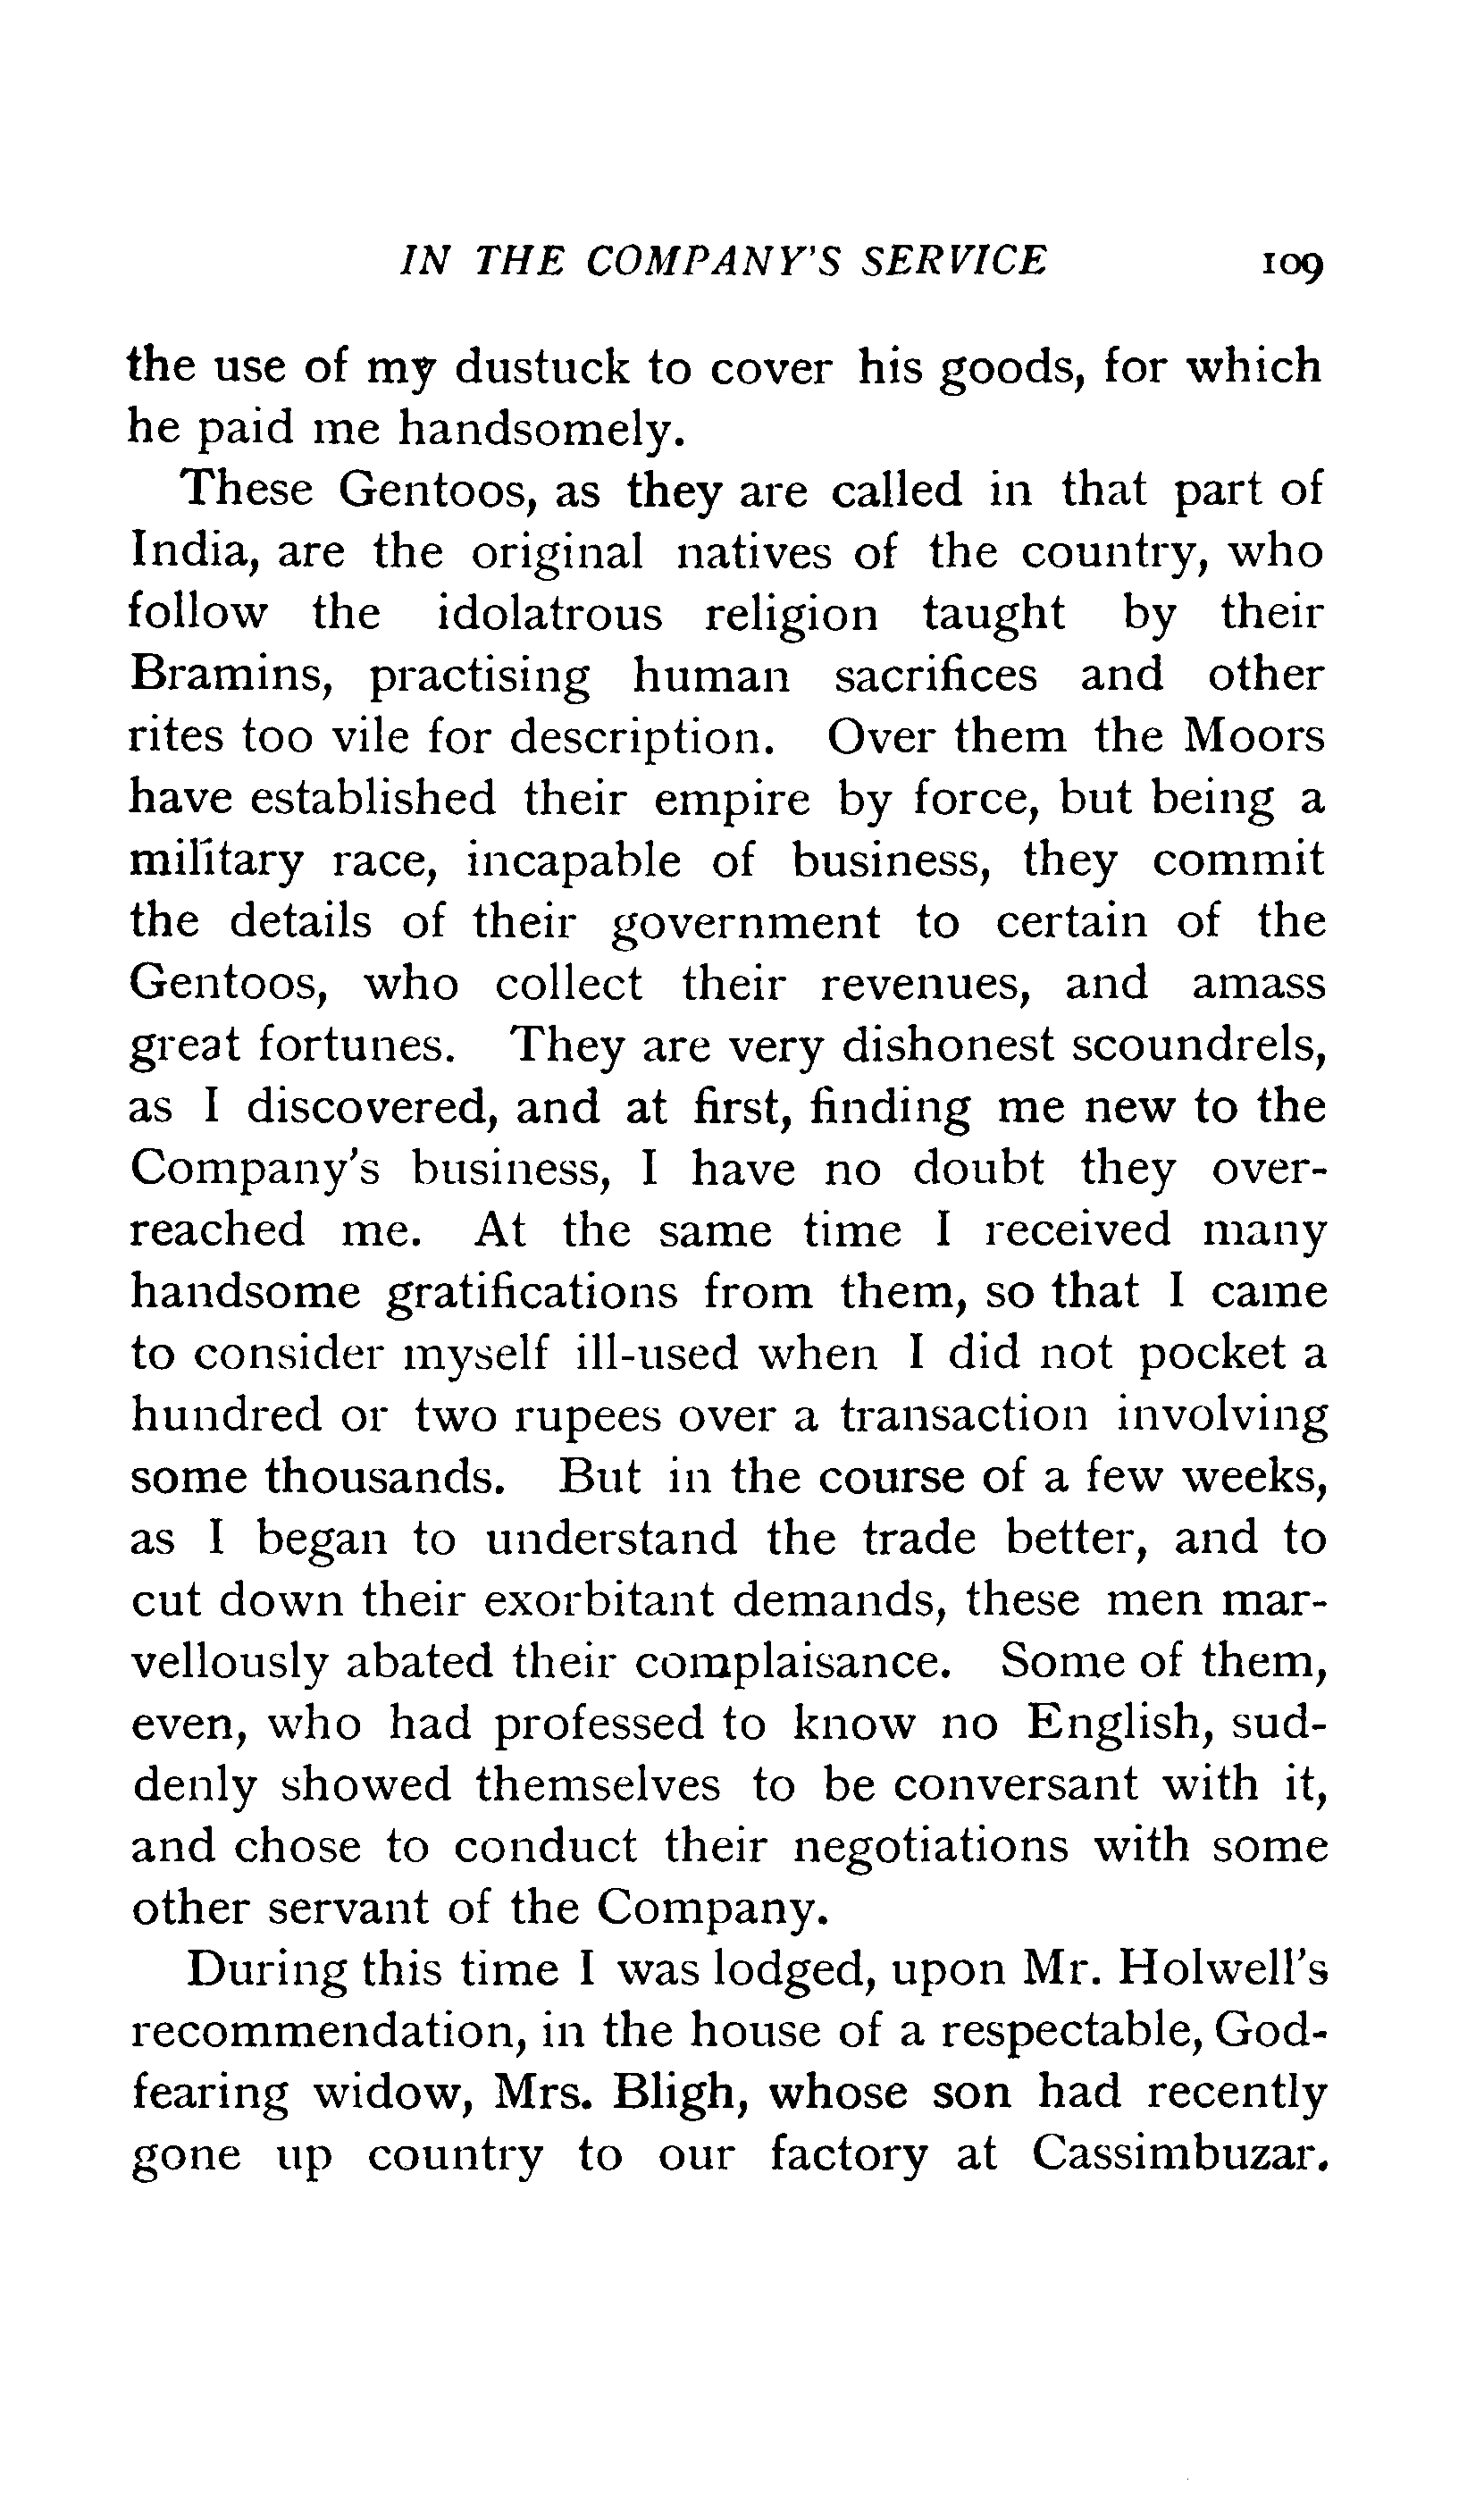 IN THE COMPANY'S SERVICE 109
the use of my dustuck to cover his goods, for which
he paid me handsomely.
These Gentoos, as they are called in that part of
India, are the original natives of the country, who
follow the idolatrous religion taught by their
Bramins, practising human sacrifices and other
rites too vile for description. Over them the Moors
have established their empire by force, but being a
military race, incapable of business, they commit
the details of their government to certain of the
Gentoos, who collect their revenues, and amass
great fortunes. They are very dishonest scoundrels,
as I discovered, and at first, finding me new to the
Company's business, I have no doubt they over-
reached me. At the same time I received many
handsome gratifications from them, so that I came
to consider myself ill-used when I did not pocket a
hundred or two rupees over a transaction involving
some thousands. But in the course of a few weeks,
as I began to understand the trade better, and to
cut down their exorbitant demands, these men mar-
vellously abated their complaisance. Some of them,
even, who had professed to know no English, sud-
denly showed themselves to be conversant with it,
and chose to conduct their negotiations with some
other servant of the Company.
During this time I was lodged, upon Mr. Holwell's
recommendation, in the house of a respectable, God-
fearing widow, Mrs. Bligh, whose son had recently
gone up country to our factory at Cassimbuzar.